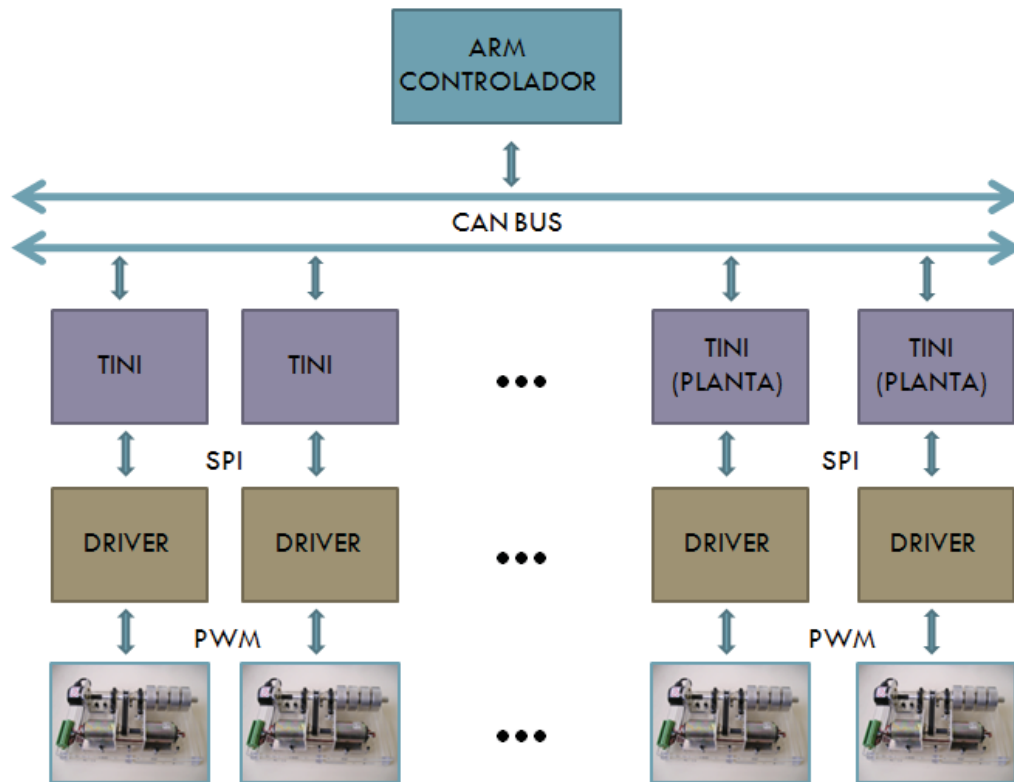 ARM
CONTROLADOR
CAN BUS
TINI
TINI
TINI
(PLANTA)
TINI
(PLANTA)
SPI
SPI
DRIVER
DRIVER
DRIVER
DRIVER
PWM
PWM